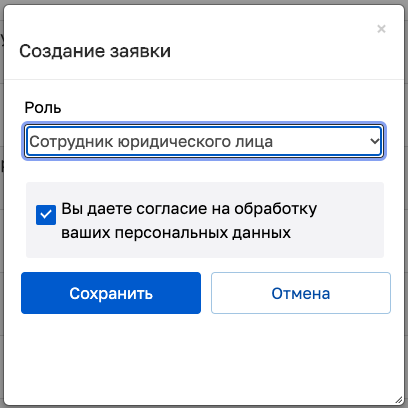 Создание заявки
×
Роль
Сотрудник юридического лица
Вы даете согласие на обработку
ваших персональных данных
Сохранить
Отмена